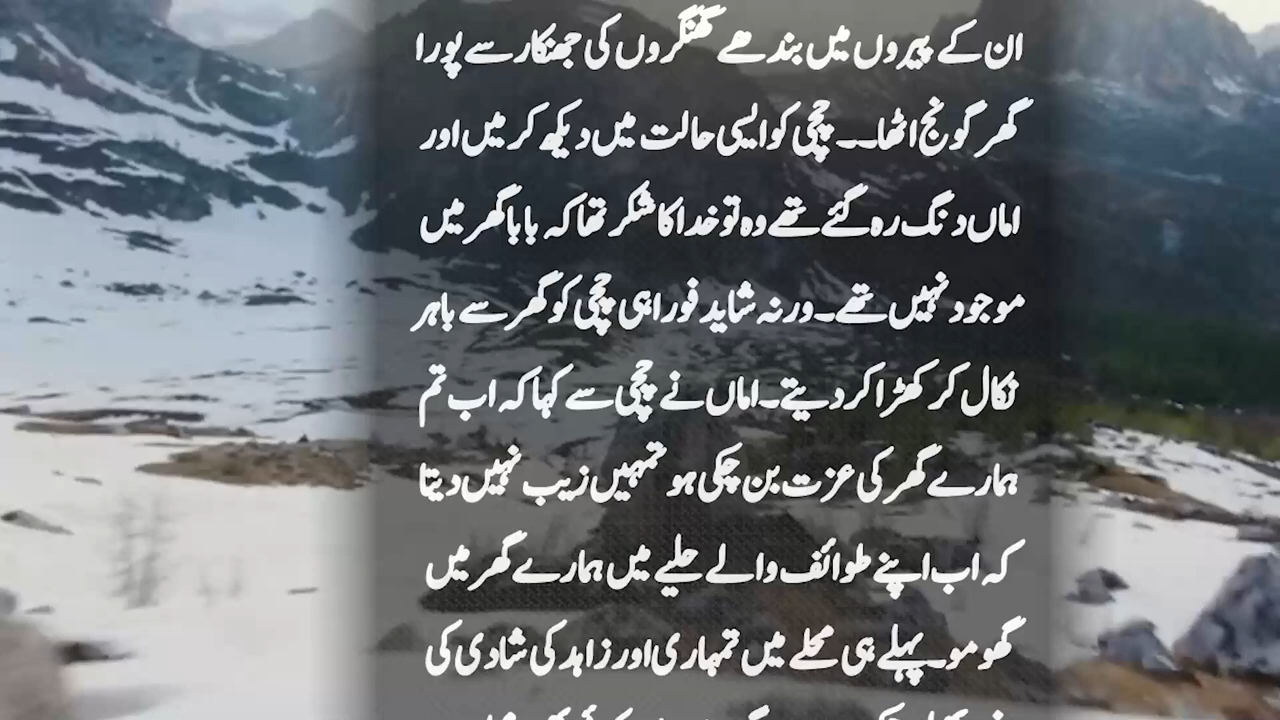 ان کے پیروں میں بندھے گھنگروں کی جھنکار سے پورا
گھر گونج اٹھا۔۔ چچی کو ایسی حالت میں دیکھ کر میں اور
اماں دنگ رہ گئے تھے وہ تو خدا کا شکر تھا کہ بابا گھر میں
موجود نہیں تھے۔ ورنہ شاید فورا ہی چچی کو گھر سے باہر
نکال کر کھڑا کر دیتے۔ اماں نے چچی سے کہا کہ اب تم
ہمارے گھر کی عزت بن چکی ہو تمہیں زیب نہیں دیتا
کہ اب اپنے طوائف والے حلیے میں ہمارے گھر میں
گھومو۔ پہلے ہی محلے میں تمہاری اور زاہد کی شادی کی